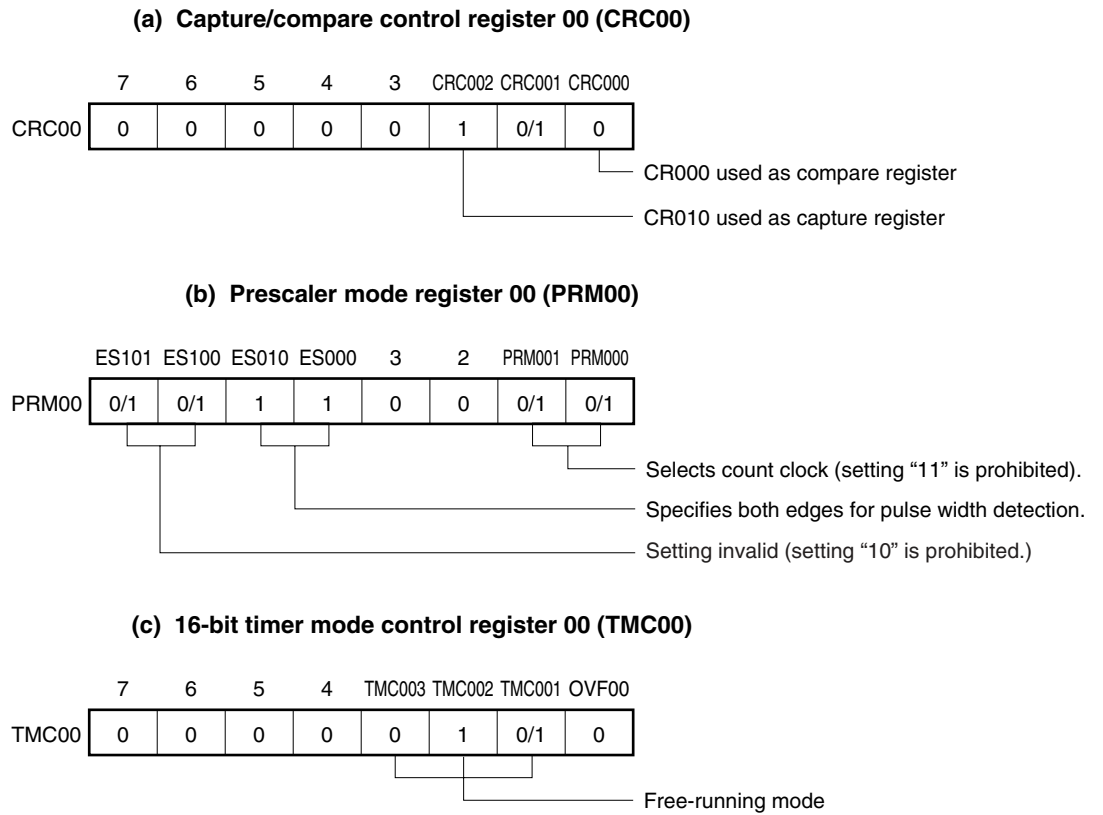 (a) Capture/compare control register 00 (CRC00)
7 6 5 4 3 CRC002 CRC001 CRC000
CRC00 0 0 0 0 0 1 0/1 0
CR000 used as compare register
CR010 used as capture register
(b) Prescaler mode register 00 (PRM00)
ES101 ES100 ES010 ES000 3 2 PRM001 PRM000
PRM00 0/1 0/1 1 1 0 0 0/1 0/1
Selects count clock (setting “11” is prohibited).
Specifies both edges for pulse width detection.
Setting invalid (setting “10” is prohibited.)
(c) 16-bit timer mode control register 00 (TMC00)
7 6 5 4 TMC003 TMC002 TMC001 OVF00
TMC00 0 0 0 0 0 1 0/1 0
Free-running mode